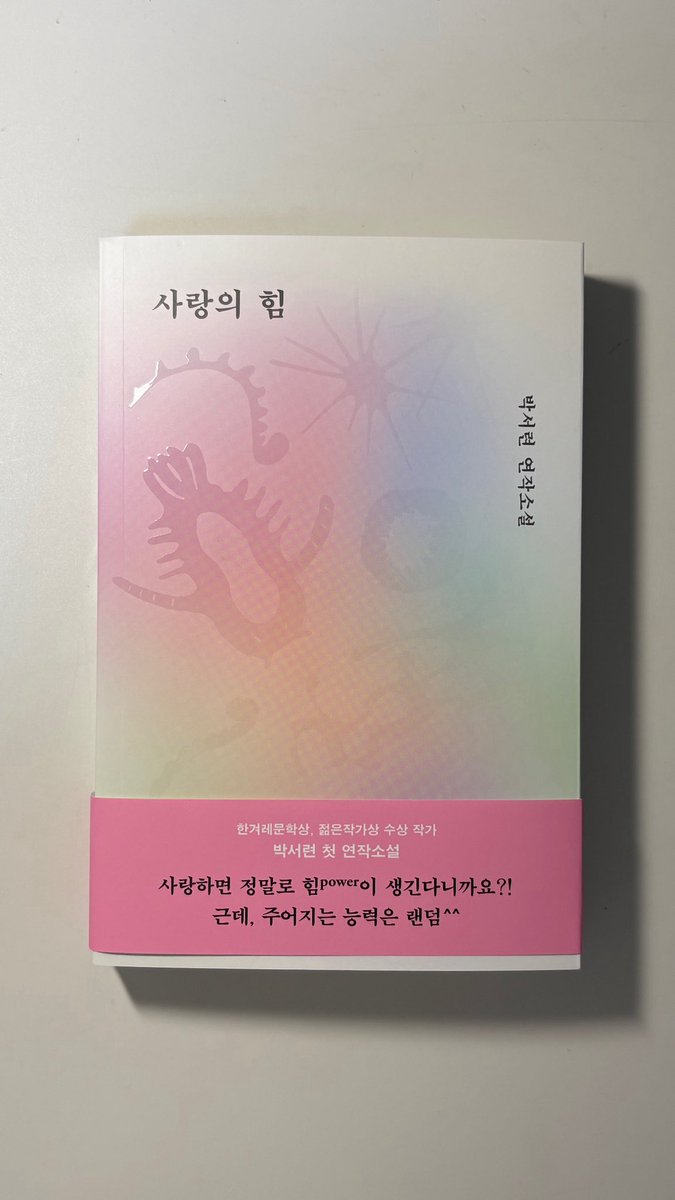 사랑의 힘
박서련 연작소설
한겨레문학상, 젊은작가상 수상 작가
박서련 첫 연작소설
사랑하면 정말로 힘power이 생긴다니까요?!
근데, 주어지는 능력은 랜덤^^